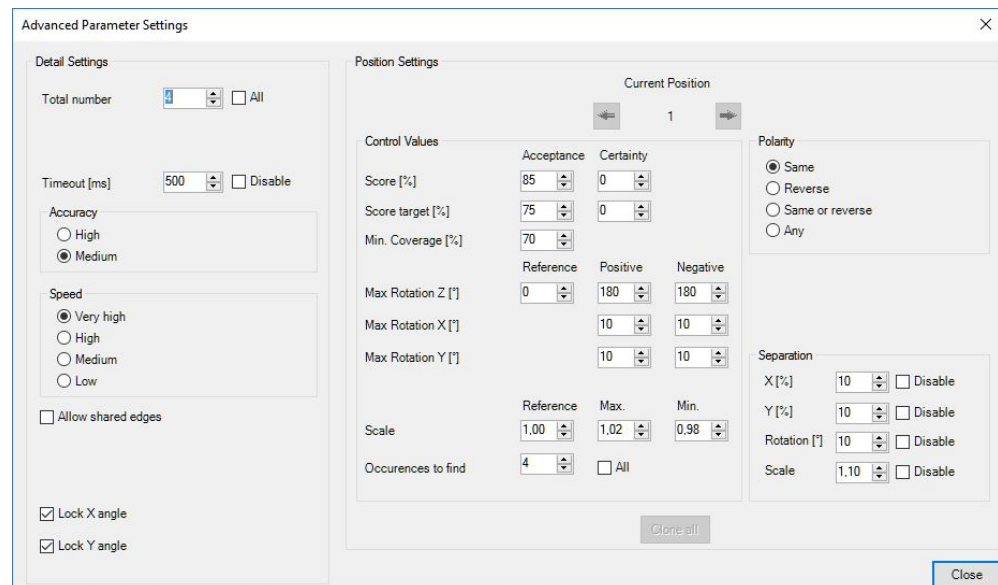 Advanced Parameter Settings
Detail Settings
Total number 4 All
Timeout [ms] 500 Disable
Accuracy
High
Medium
Speed
Very high
High
Medium
Low
Allow shared edges
Lock X angle
Lock Y angle
Position Settings
Current Position
1
Control Values
Acceptance Certainty
Score [%] 85 0
Score target [%] 75 0
Min. Coverage [%] 70
Reference Positive Negative
Max Rotation Z [°] 0 180 180
Max Rotation X [°] 10 10
Max Rotation Y [°] 10 10
Reference Max. Min.
Scale 1,00 1,02 0,98
Occurences to find 4 All
Polarity
Same
Reverse
Same or reverse
Any
Separation
X [%] 10 Disable
Y [%] 10 Disable
Rotation [°] 10 Disable
Scale 1,10 Disable
Clone all
Close